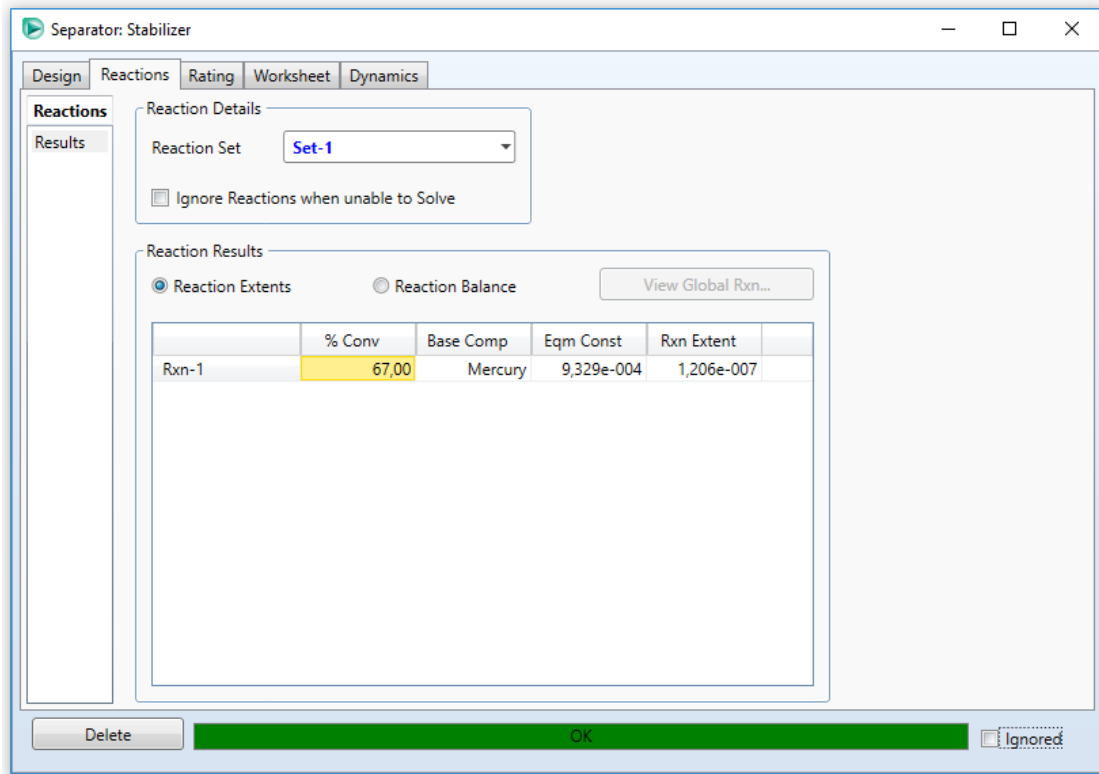 Separator: Stabilizer
Design Reactions Rating Worksheet Dynamics
Reactions
Results
Reaction Details
Reaction Set Set-1
Ignore Reactions when unable to Solve
Reaction Results
Reaction Extents Reaction Balance View Global Rxn...
% Conv Base Comp Eqm Const Rxn Extent
Rxn-1 67,00 Mercury 9,329e-004 1,206e-007
Delete OK Ignored